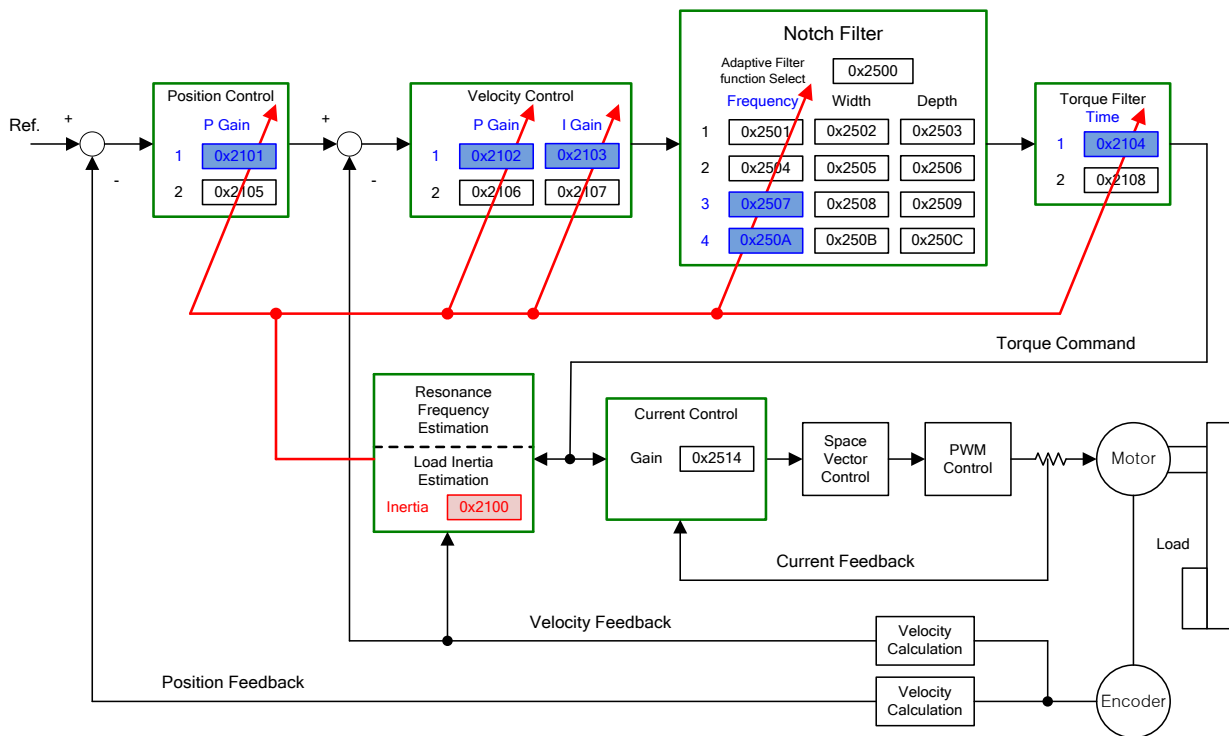 Notch Filter
Adaptive Filter
function Select
0x2500
Frequency Width Depth
1 0x2501 0x2502 0x2503
2 0x2504 0x2505 0x2506
3 0x2507 0x2508 0x2509
4 0x250A 0x250B 0x250C
Ref.
+
-
Position Control
P Gain
1 0x2101
2 0x2105
+
-
Velocity Control
P Gain I Gain
1 0x2102 0x2103
2 0x2106 0x2107
Torque Filter
Time
1 0x2104
2 0x2108
Torque Command
Resonance
Frequency
Estimation
Load Inertia
Estimation
Inertia 0x2100
Current Control
Gain 0x2514
Space
Vector
Control
PWM
Control
Motor
Load
Current Feedback
Velocity Feedback
Velocity
Calculation
Position Feedback
Velocity
Calculation
Encoder